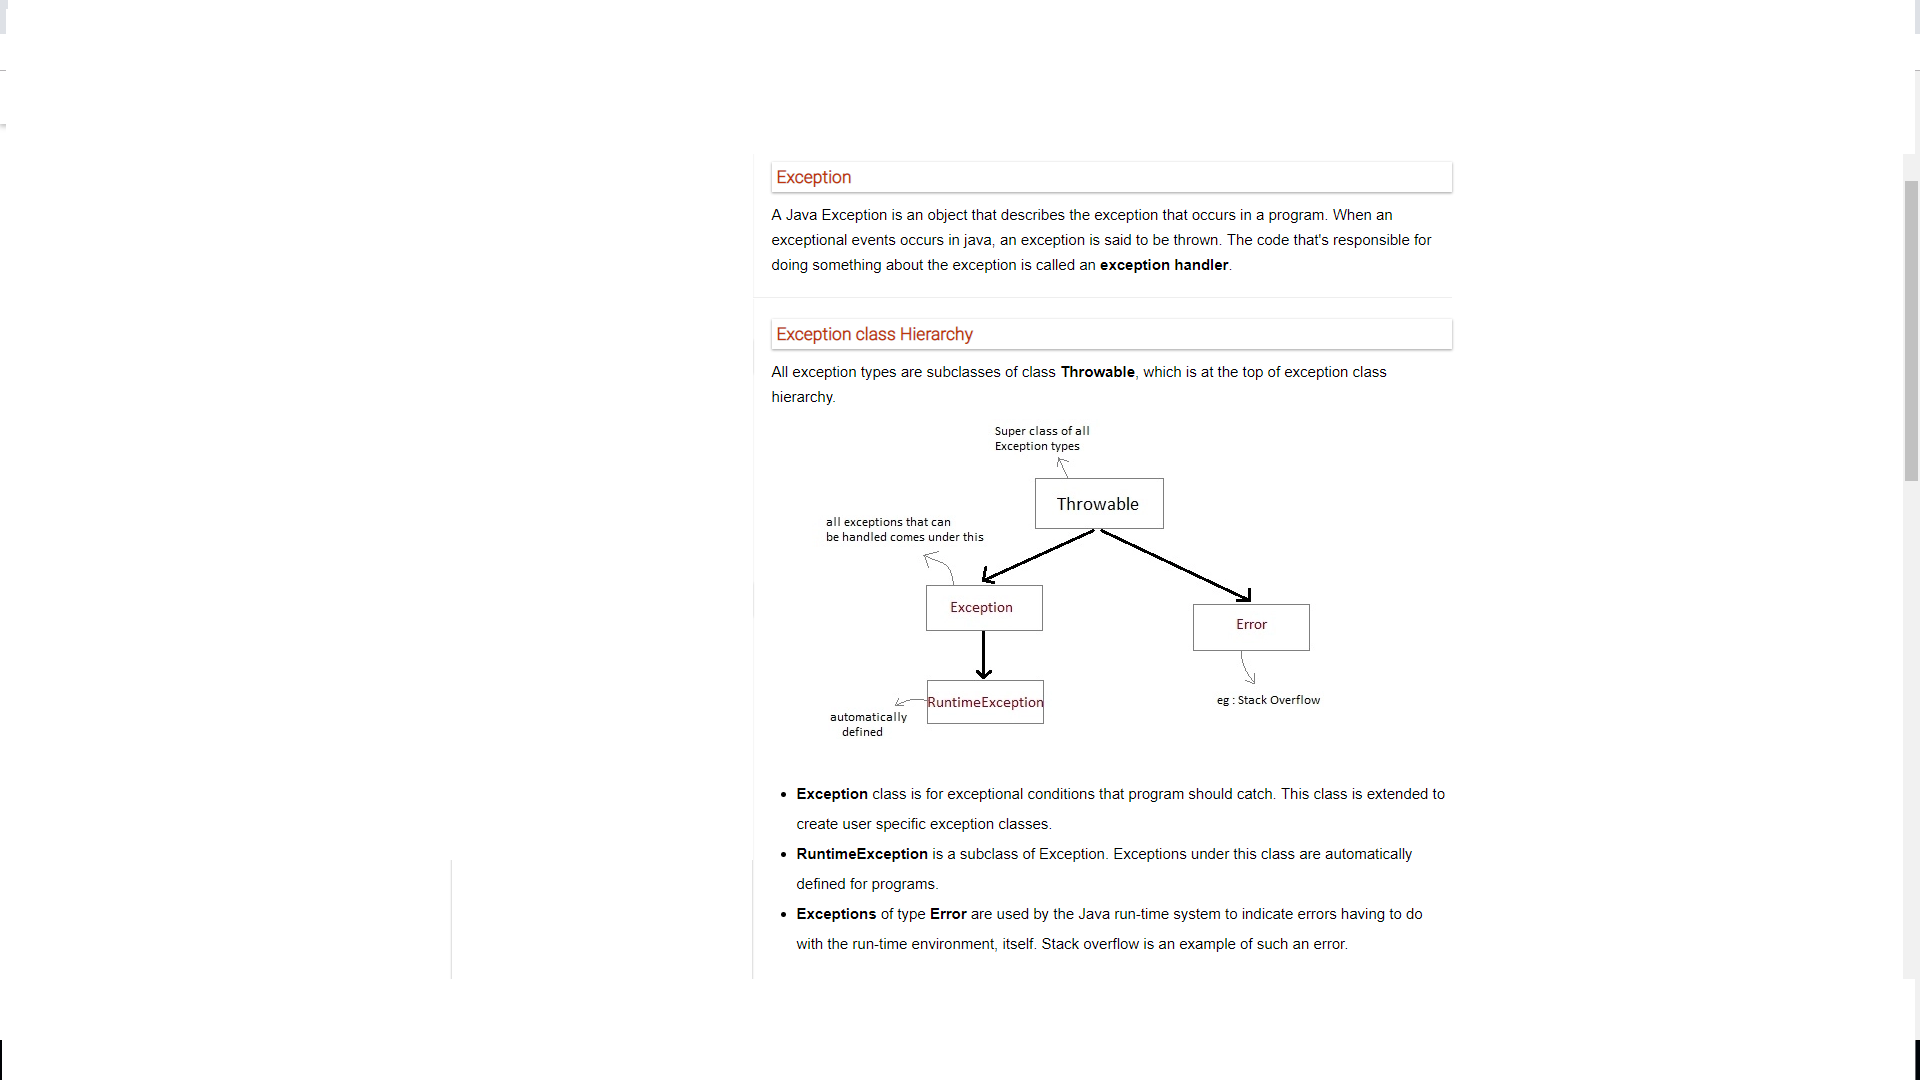 Exception
A Java Exception is an object that describes the exception that occurs in a program. When an
exceptional events occurs in java, an exception is said to be thrown. The code that's responsible for
doing something about the exception is called an exception handler.
Exception class Hierarchy
All exception types are subclasses of class Throwable, which is at the top of exception class
hierarchy.
Super class of all
Exception types
Throwable
all exceptions that can
be handled comes under this
Exception
Error
RuntimeException
eg : Stack Overflow
automatically
defined
• Exception class is for exceptional conditions that program should catch. This class is extended to
create user specific exception classes.
• RuntimeException is a subclass of Exception. Exceptions under this class are automatically
defined for programs.
• Exceptions of type Error are used by the Java run-time system to indicate errors having to do
with the run-time environment, itself. Stack overflow is an example of such an error.